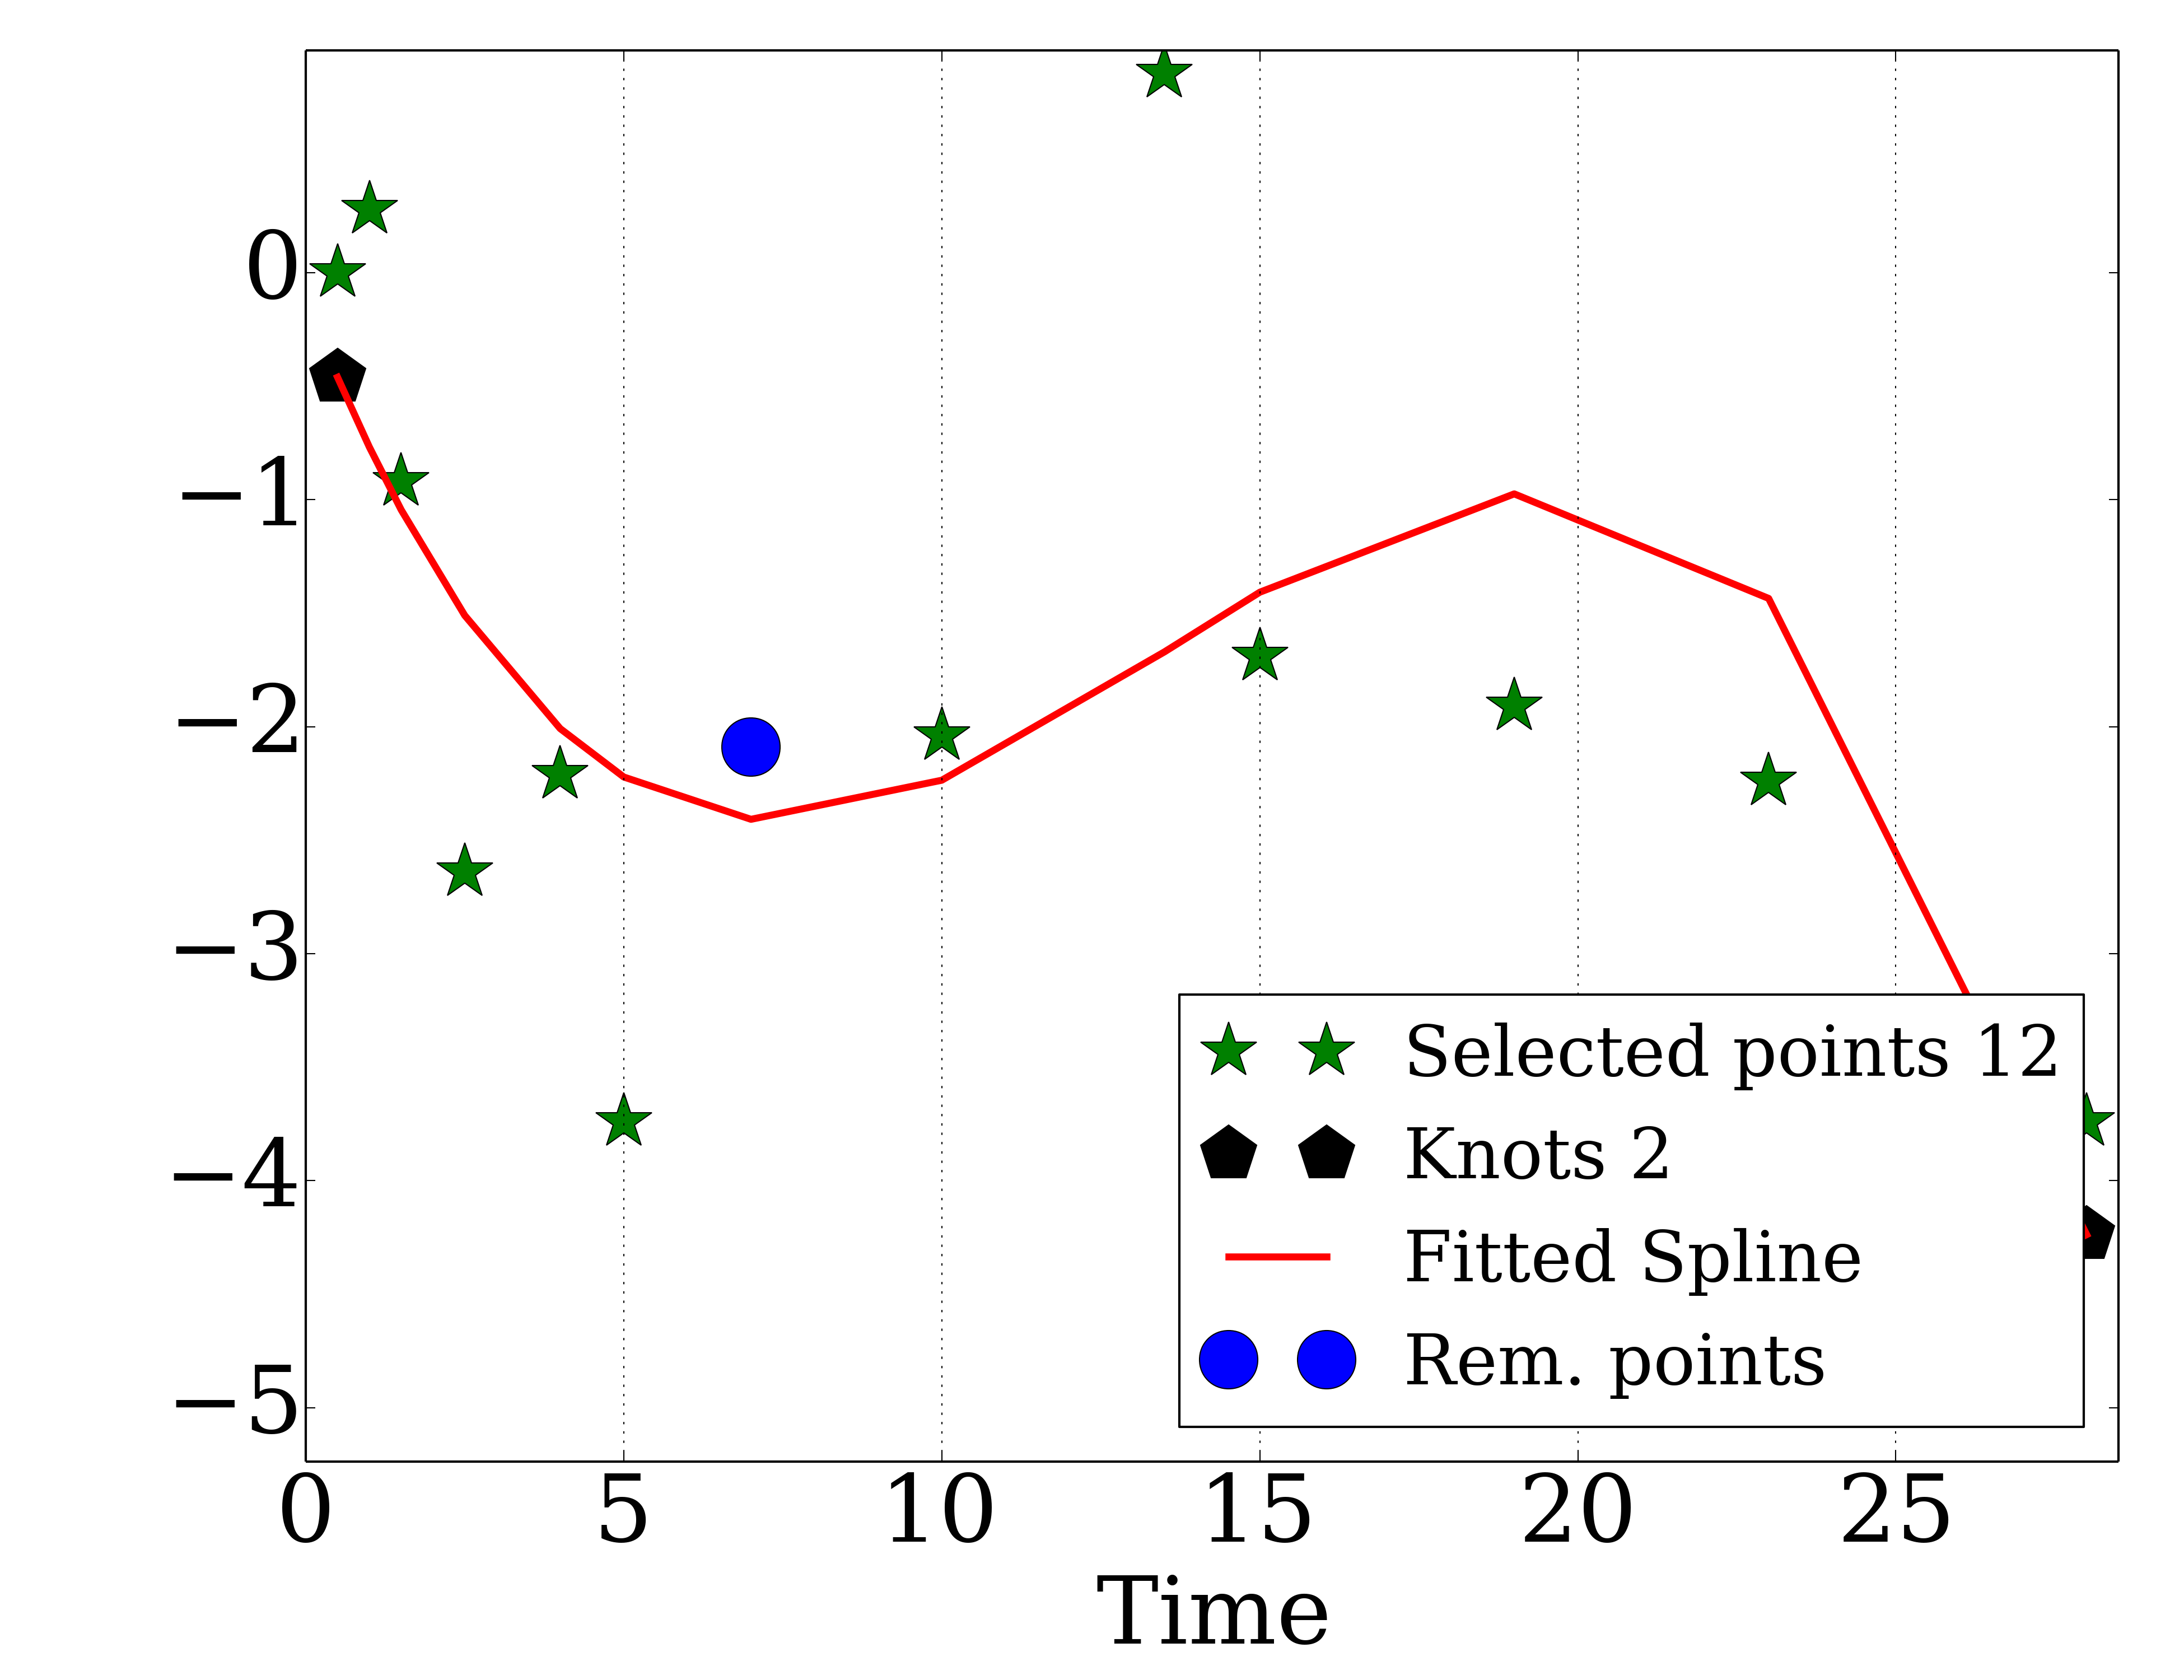 0
−1
−2
−3
−4
−5
Selected points 12
Knots 2
Fitted Spline
Rem. points
0 5 10 15 20 25
Time